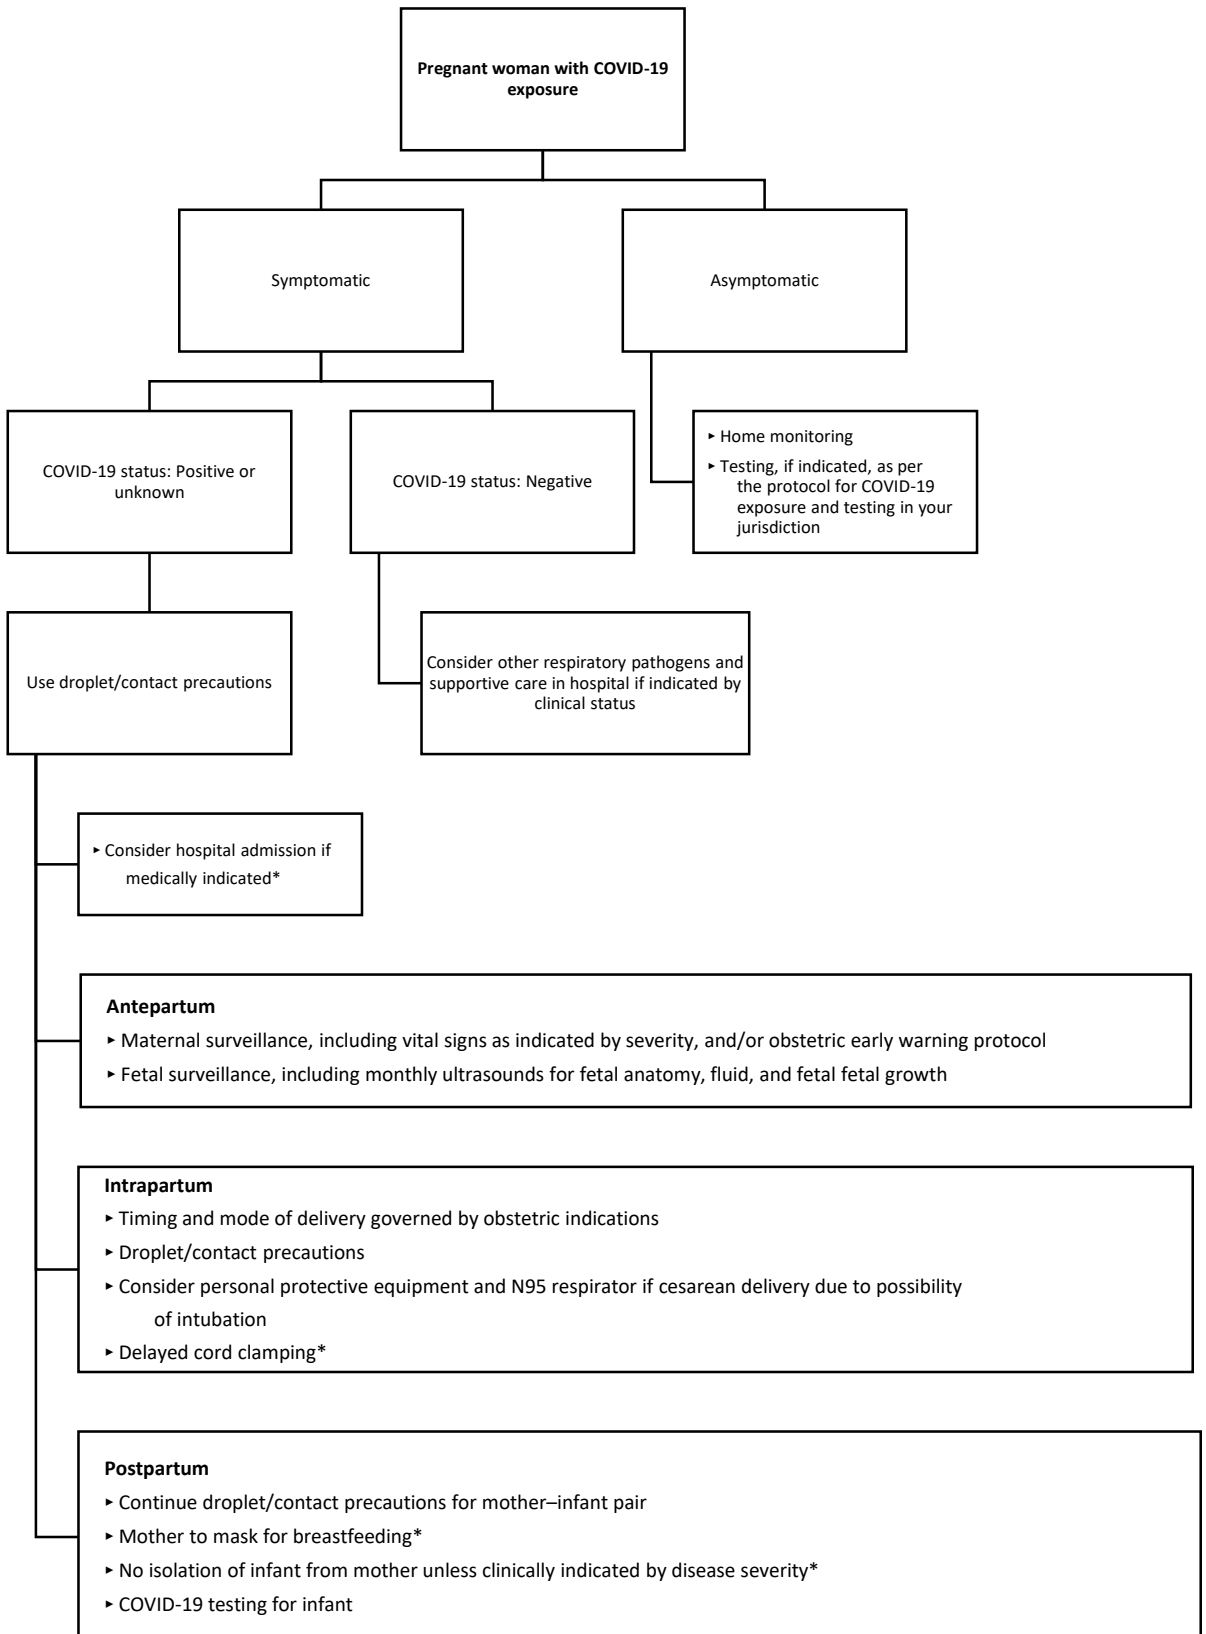 Pregnant woman with COVID-19
exposure
Symptomatic
Asymptomatic
COVID-19 status: Positive or
unknown
COVID-19 status: Negative
‣ Home monitoring
‣ Testing, if indicated, as per
the protocol for COVID-19
exposure and testing in your
jurisdiction
Use droplet/contact precautions
Consider other respiratory pathogens and
supportive care in hospital if indicated by
clinical status
‣ Consider hospital admission if
medically indicated*
Antepartum
‣ Maternal surveillance, including vital signs as indicated by severity, and/or obstetric early warning protocol
‣ Fetal surveillance, including monthly ultrasounds for fetal anatomy, fluid, and fetal fetal growth
Intrapartum
‣ Timing and mode of delivery governed by obstetric indications
‣ Droplet/contact precautions
‣ Consider personal protective equipment and N95 respirator if cesarean delivery due to possibility
of intubation
‣ Delayed cord clamping*
Postpartum
‣ Continue droplet/contact precautions for mother–infant pair
‣ Mother to mask for breastfeeding*
‣ No isolation of infant from mother unless clinically indicated by disease severity*
‣ COVID-19 testing for infant